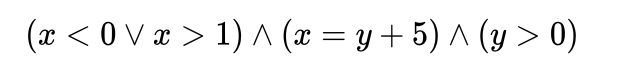 (x < 0 ∨ x > 1) ∧ (x = y + 5) ∧ (y > 0)